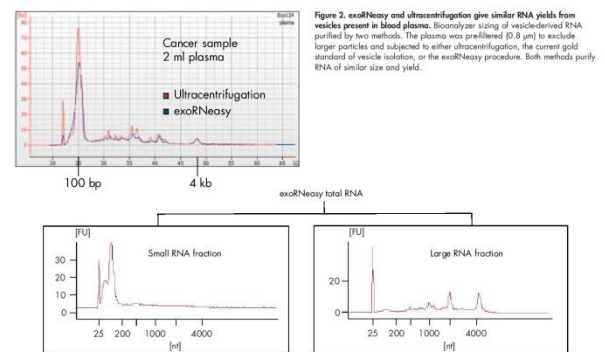 [FU]
Exo124
plasma
Cancer sample
2 ml plasma
Ultracentrifugation
exoRNeasy
100 bp
4 kb
Figure 2. exoRNeasy and ultracentrifugation give similar RNA yields from
vesicles present in blood plasma. Bioanalyzer sizing of vesicle-derived RNA
purified by two methods. The plasma was pre-filtered (0.8 µm) to exclude
larger particles and subjected to either ultracentrifugation, the current gold
standard of vesicle isolation, or the exoRNeasy procedure. Both methods purify
RNA of similar size and yield.
exoRNeasy total RNA
[FU]
Small RNA fraction
30
20
10
0
25 200 1000 4000
[nt]
[FU]
Large RNA fraction
20
0
25 200 1000 4000
[nt]